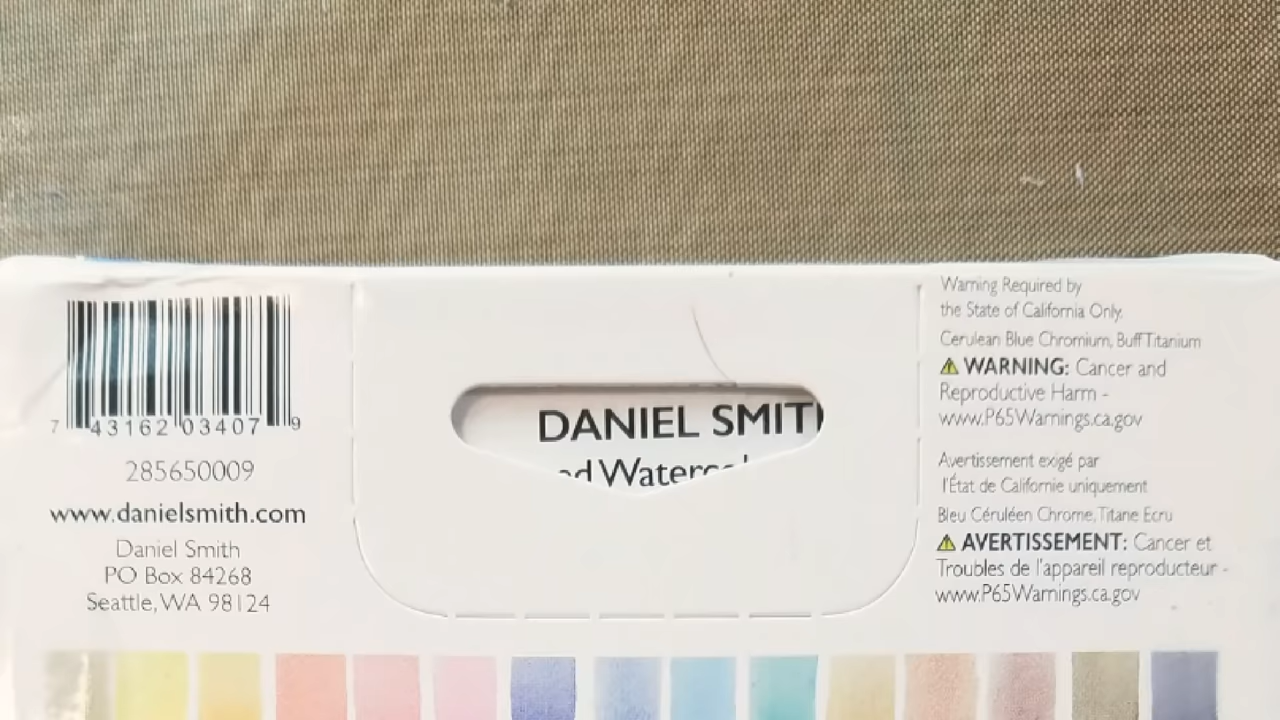 7 43162 03407 9
285650009
www.danielsmith.com
Daniel Smith
PO Box 84268
Seattle, WA 98124
DANIEL SMIT
Warning Required by
the State of California Only.
Cerulean Blue Chromium, Buff Titanium
⚠ WARNING: Cancer and
Reproductive Harm -
www.P65Warnings.ca.gov
Avertissement exigé par
l'État de Californie uniquement
Bleu Céruléen Chrome, Titane Ecru
⚠ AVERTISSEMENT: Cancer et
Troubles de l'appareil reproducteur -
www.P65Warnings.ca.gov